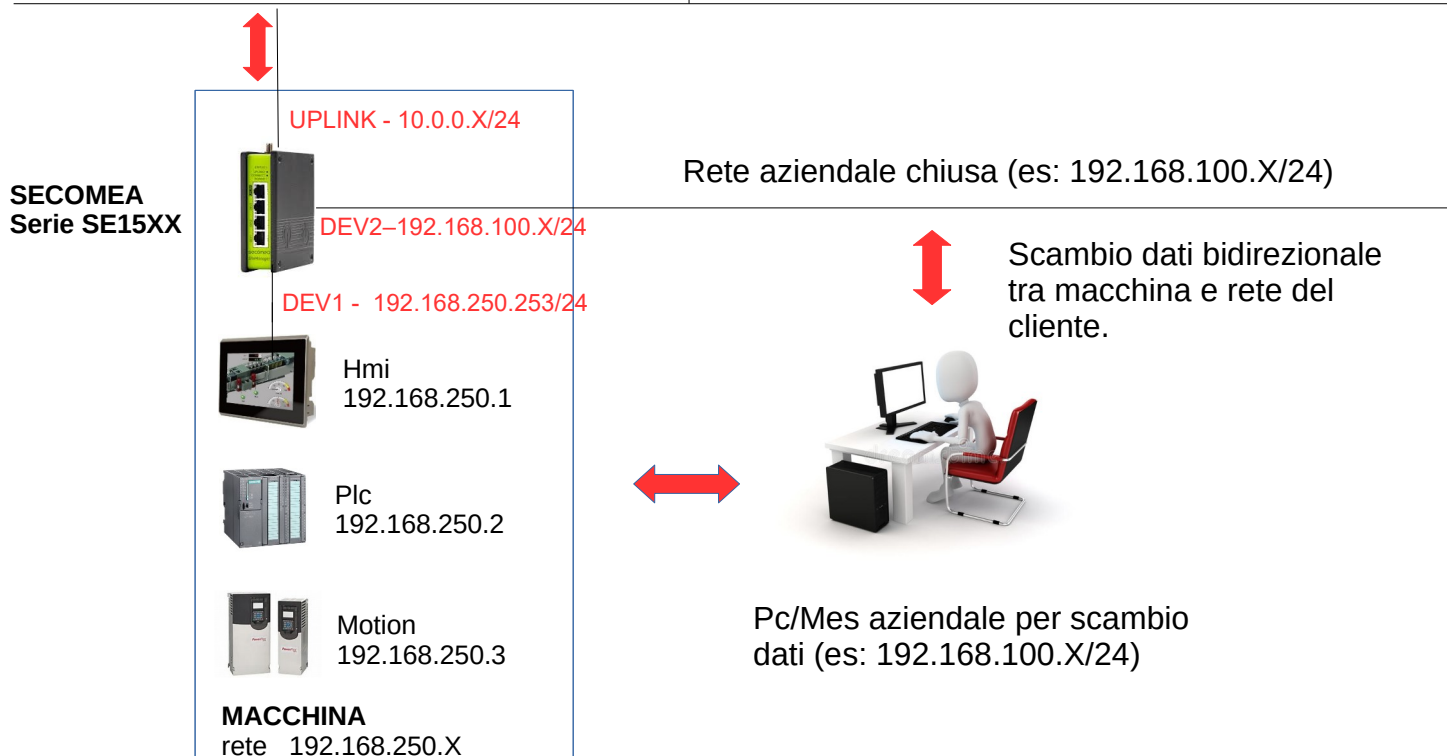 UPLINK - 10.0.0.X/24
Rete aziendale chiusa (es: 192.168.100.X/24)
SECOMEA
Serie SE15XX
DEV2–192.168.100.X/24
Scambio dati bidirezionale
tra macchina e rete del
cliente.
DEV1 - 192.168.250.253/24
Hmi
192.168.250.1
Plc
192.168.250.2
Motion
192.168.250.3
Pc/Mes aziendale per scambio
dati (es: 192.168.100.X/24)
MACCHINA
rete 192.168.250.X